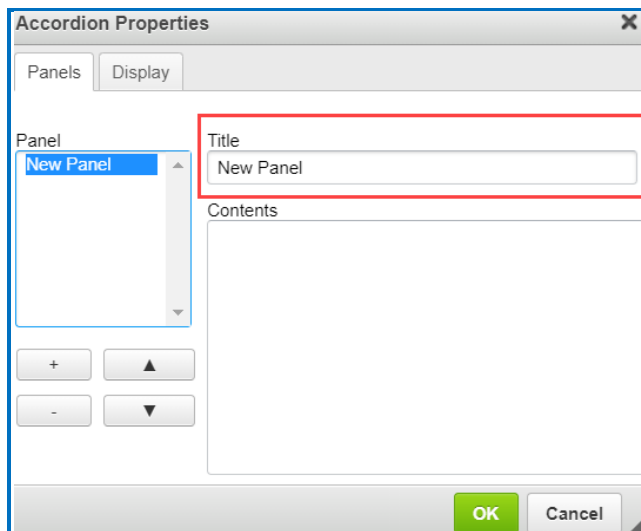 Accordion Properties
Panels Display
Panel
New Panel
Title
New Panel
Contents
+ ▲
- ▼
OK Cancel